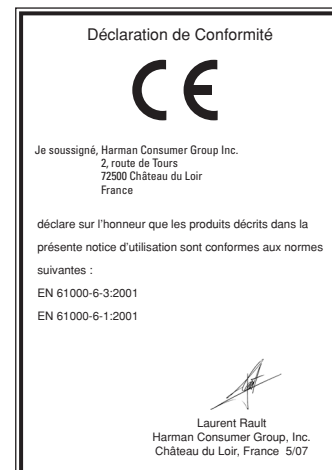 Déclaration de Conformité
CE
Je soussigné, Harman Consumer Group Inc.
2, route de Tours
72500 Château du Loir
France
déclare sur l'honneur que les produits décrits dans la
présente notice d'utilisation sont conformes aux normes
suivantes :
EN 61000-6-3:2001
EN 61000-6-1:2001
Laurent Rault
Harman Consumer Group, Inc.
Château du Loir, France 5/07